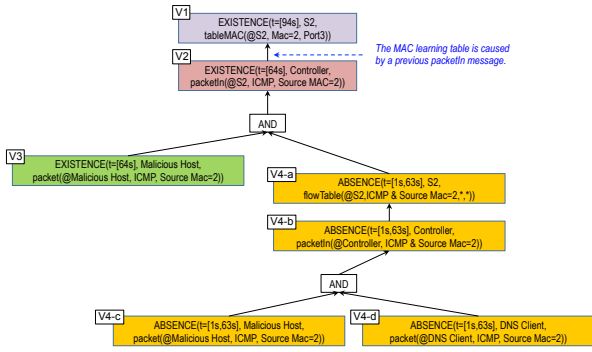 V1
EXISTENCE(t=[94s], S2,
tableMAC(@S2, Mac=2, Port3))
The MAC learning table is caused
by a previous packetIn message.
V2
EXISTENCE(t=[64s], Controller,
packetIn(@S2, ICMP, Source MAC=2))
AND
V3
EXISTENCE(t=[64s], Malicious Host,
packet(@Malicious Host, ICMP, Source Mac=2))
V4-a
ABSENCE(t=[1s,63s], S2,
flowTable(@S2,ICMP & Source Mac=2,*,*))
V4-b
ABSENCE(t=[1s,63s], Controller,
packetIn(@Controller, ICMP & Source Mac=2))
AND
V4-c
ABSENCE(t=[1s,63s], Malicious Host,
packet(@Malicious Host, ICMP, Source Mac=2))
V4-d
ABSENCE(t=[1s,63s], DNS Client,
packet(@DNS Client, ICMP, Source Mac=2))